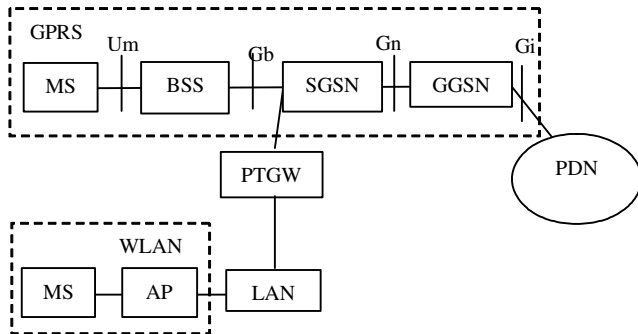 GPRS
Um
Gb
Gn
Gi
MS
BSS
SGSN
GGSN
PTGW
PDN
WLAN
MS
AP
LAN